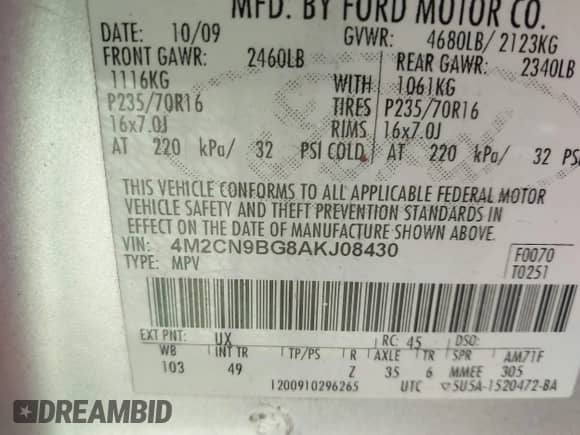 MFD. BY FORD MOTOR CO.
DATE: 10/09 GVWR: 4680LB/ 2123KG
FRONT GAWR: 2460LB REAR GAWR: 2340LB
1116KG WITH 1061KG
P235/70R16 TIRES P235/70R16
16x7.0J RIMS 16x7.0J
AT 220 kPa/ 32 PSI COLD AT 220 kPa/ 32 PSI
THIS VEHICLE CONFORMS TO ALL APPLICABLE FEDERAL MOTOR
VEHICLE SAFETY AND THEFT PREVENTION STANDARDS IN
EFFECT ON THE DATE OF MANUFACTURE SHOWN ABOVE.
VIN: 4M2CN9BG8AKJ08430 F0070
TYPE: MPV T0251
EXT PNT: UX RC: 45 DSO:
WB INT TR TP/PS R AXLE TR SPR AM71F
103 49 Z 35 6 MMEE 305
1200910296265 UTC 5U5A-1520472-BA
DREAMBID